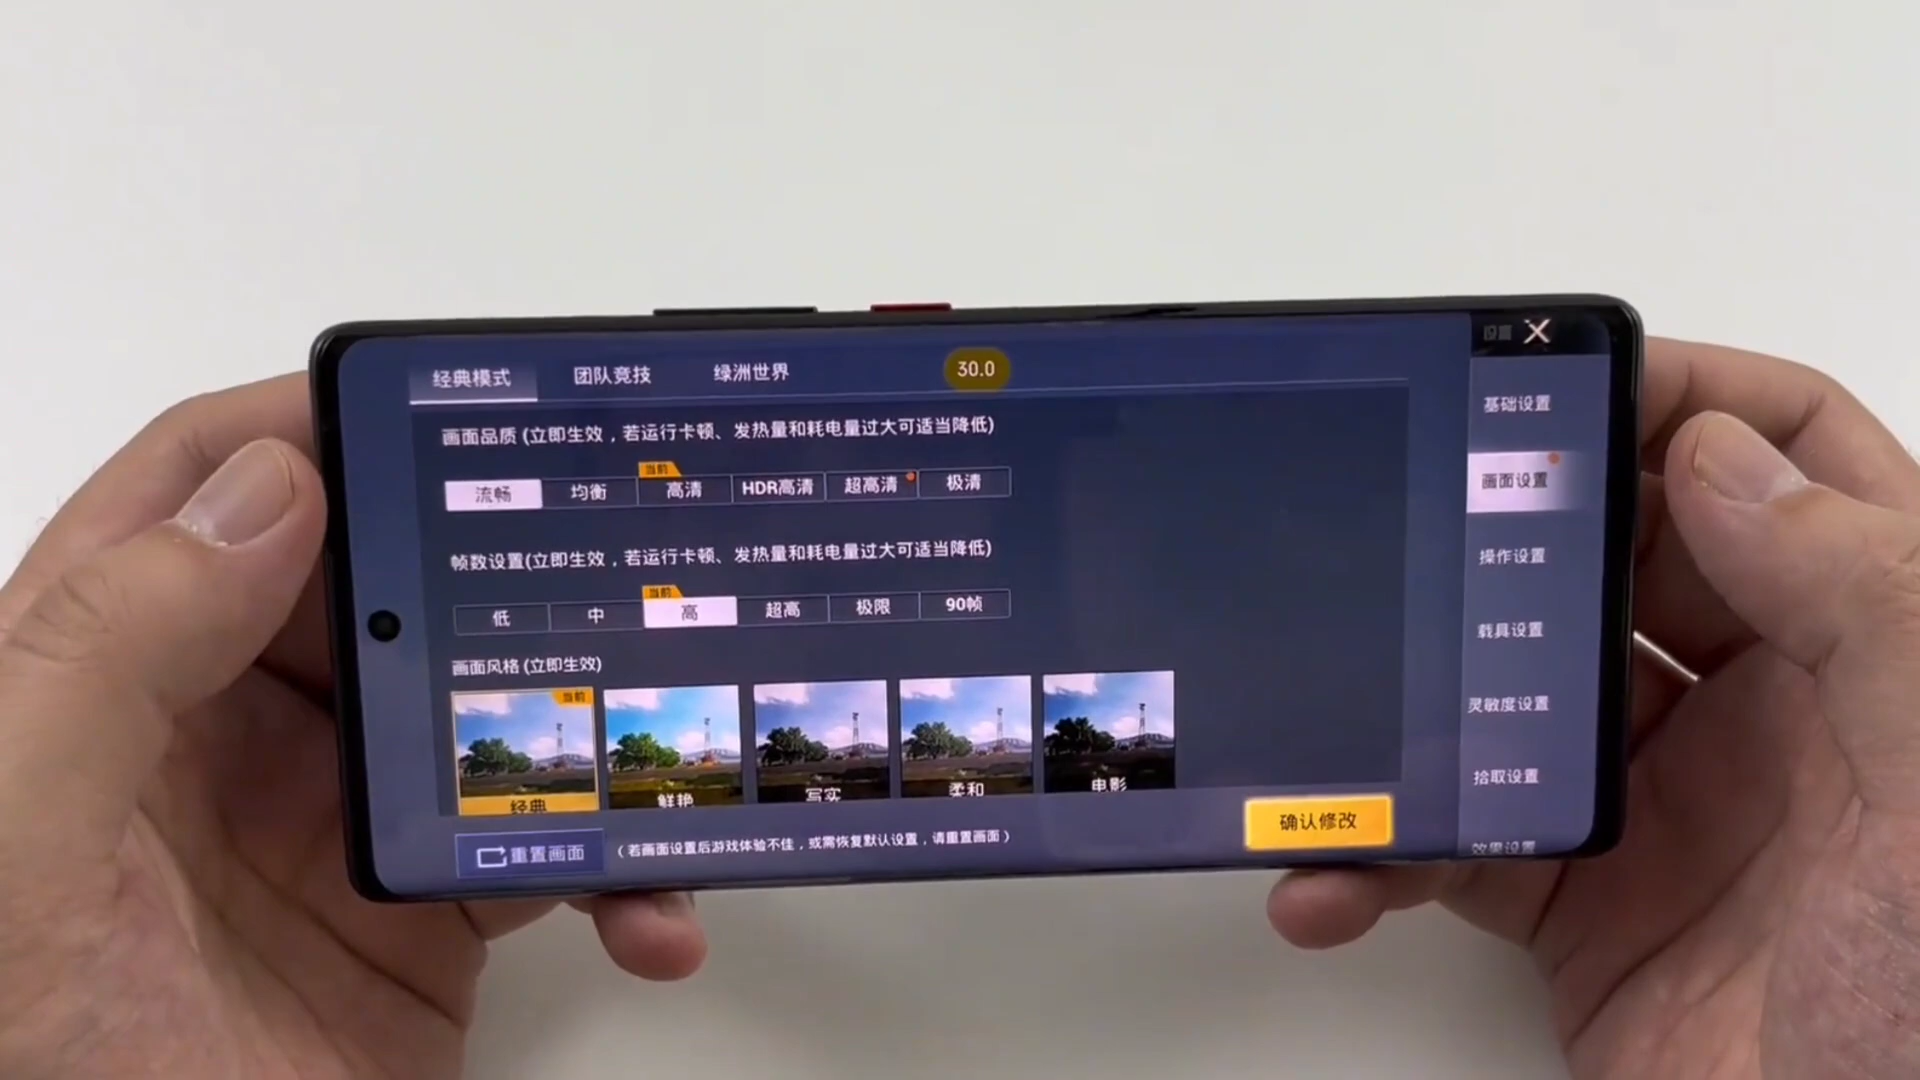 经典模式 团队竞技 绿洲世界 30.0 设置
画面品质(立即生效，若运行卡顿、发热量和耗电量过大可适当降低)
当前
流畅 均衡 高清 HDR高清 超高清 极清
帧数设置(立即生效，若运行卡顿、发热量和耗电量过大可适当降低)
当前
低 中 高 超高 极限 90帧
画面风格(立即生效)
当前
经典 鲜艳 写实 柔和 电影
重置画面 （若画面设置后游戏体验不佳，或需恢复默认设置，请重置画面） 确认修改
基础设置
画面设置
操作设置
载具设置
灵敏度设置
拾取设置
效果设置